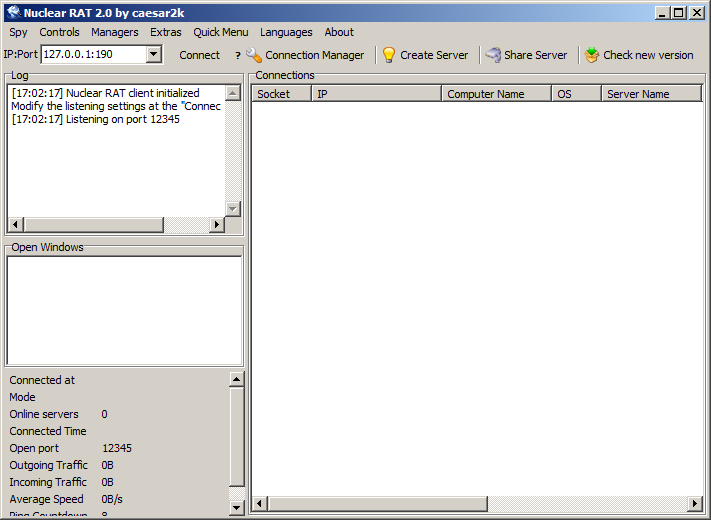 Nuclear RAT 2.0 by caesar2k
Spy Controls Managers Extras Quick Menu Languages About
IP:Port 127.0.0.1:190 Connect ? Connection Manager Create Server Share Server Check new version
Log
[17:02:17] Nuclear RAT client initialized
Modify the listening settings at the "Connec
[17:02:17] Listening on port 12345
Open Windows
Connected at
Mode
Online servers 0
Connected Time
Open port 12345
Outgoing Traffic 0B
Incoming Traffic 0B
Average Speed 0B/s
Ping Countdown 8
Connections
Socket IP Computer Name OS Server Name